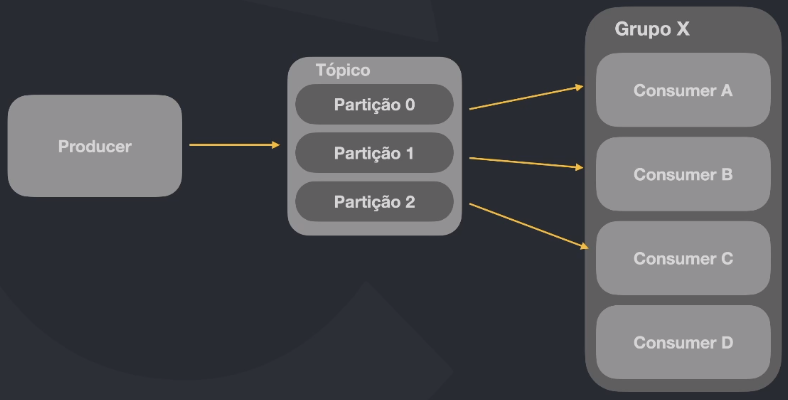 Producer
Tópico
Partição 0
Partição 1
Partição 2
Grupo X
Consumer A
Consumer B
Consumer C
Consumer D